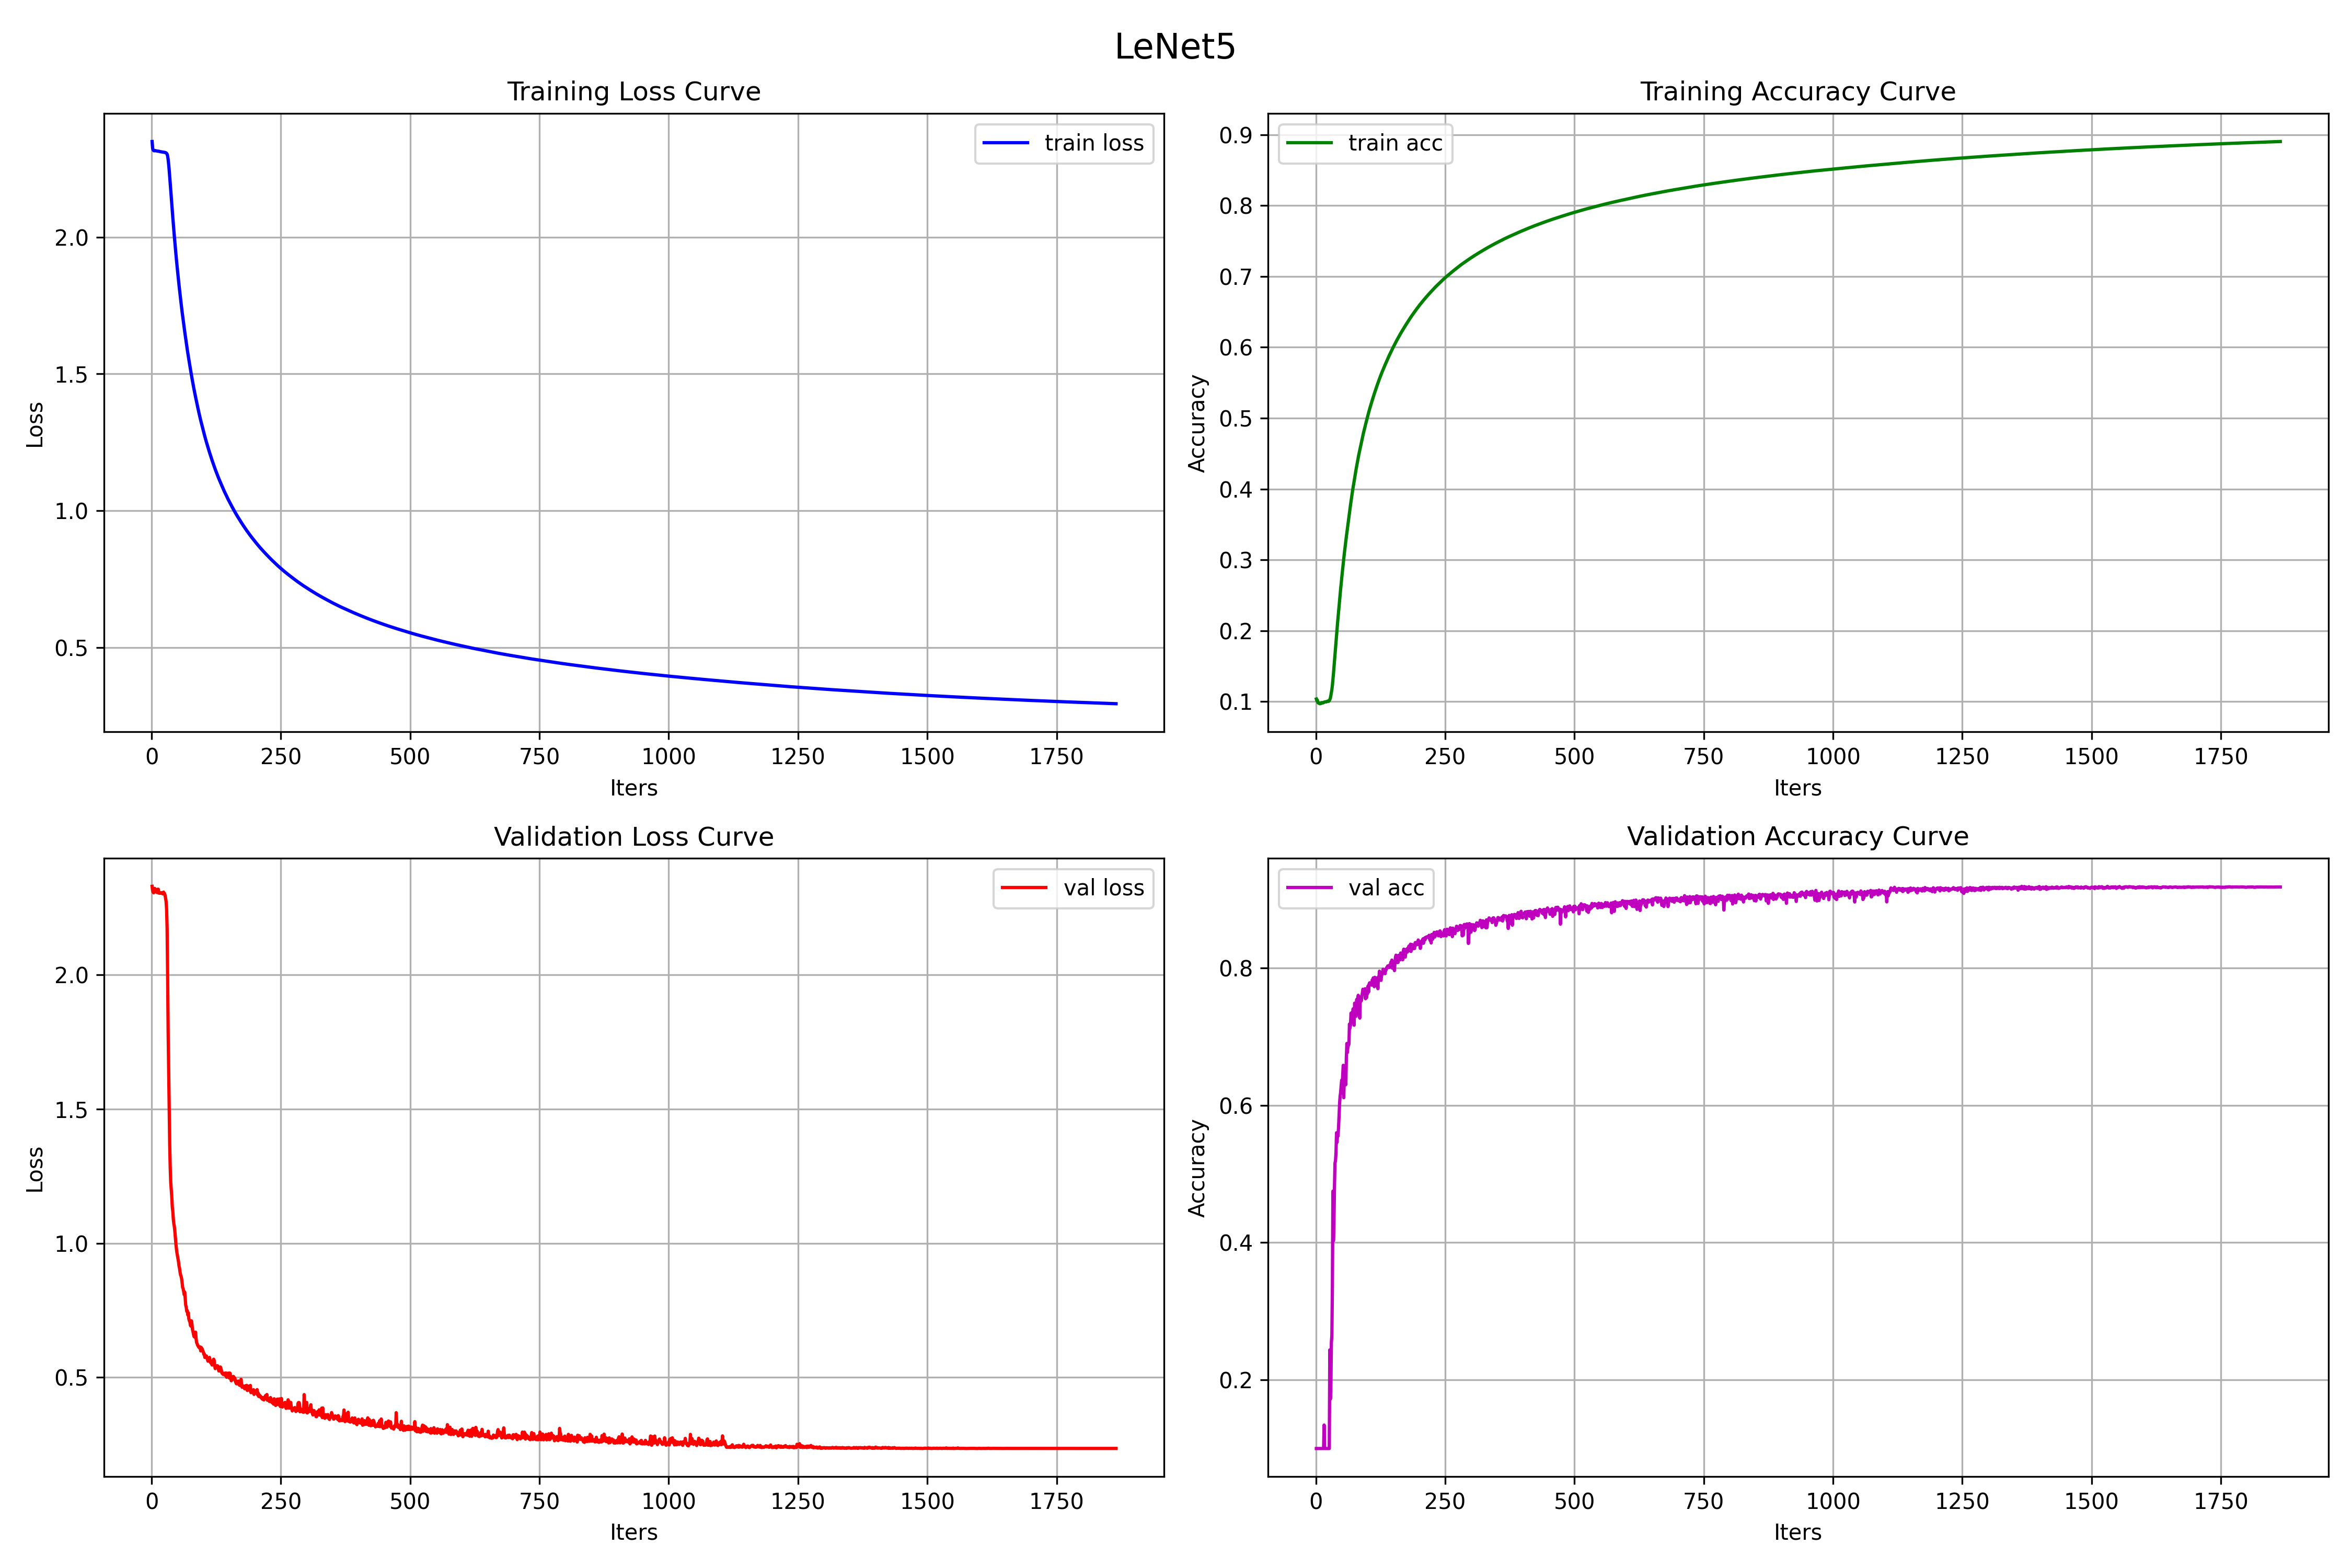 LeNet5
Training Loss Curve
train loss
Loss
2.0
1.5
1.0
0.5
0 250 500 750 1000 1250 1500 1750
Iters
Training Accuracy Curve
train acc
Accuracy
0.9
0.8
0.7
0.6
0.5
0.4
0.3
0.2
0.1
0 250 500 750 1000 1250 1500 1750
Iters
Validation Loss Curve
val loss
Loss
2.0
1.5
1.0
0.5
0 250 500 750 1000 1250 1500 1750
Iters
Validation Accuracy Curve
val acc
Accuracy
0.8
0.6
0.4
0.2
0 250 500 750 1000 1250 1500 1750
Iters